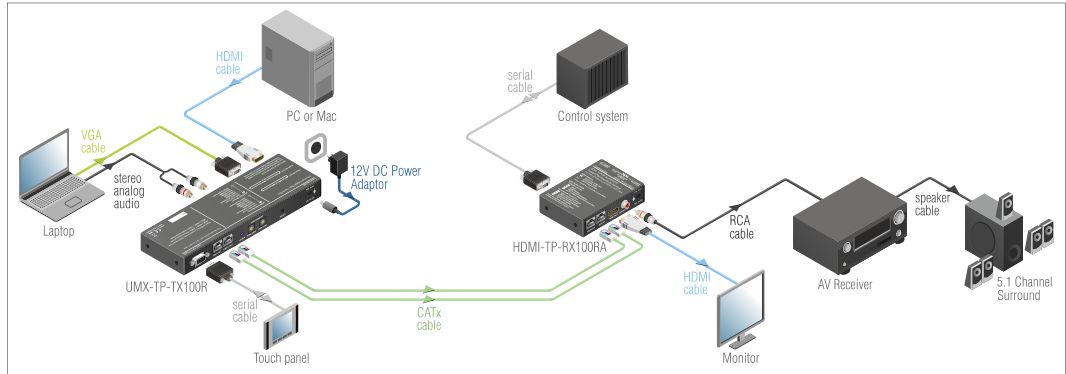 HDMI
cable
PC or Mac
serial
cable
Control system
VGA
cable
stereo
analog
audio
Laptop
12V DC Power
Adaptor
UMX-TP-TX100R
serial
cable
Touch panel
CATx
cable
HDMI-TP-RX100RA
RCA
cable
HDMI
cable
Monitor
AV Receiver
speaker
cable
5.1 Channel
Surround